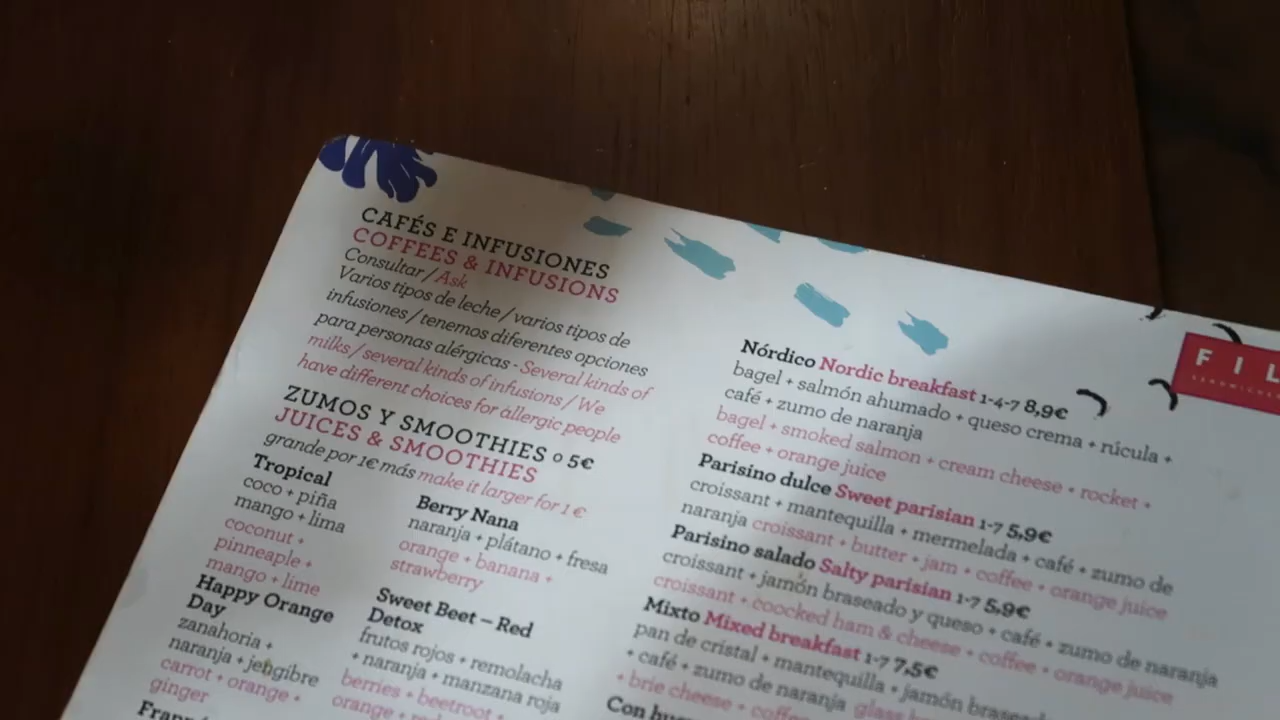 CAFÉS E INFUSIONES
COFFEES & INFUSIONS
Consultar / Ask
Varios tipos de leche / varios tipos de
infusiones / tenemos diferentes opciones
para personas alérgicas - Several kinds of
milks / several kinds of infusions / We
have different choices for allergic people
ZUMOS Y SMOOTHIES 0 5€
JUICES & SMOOTHIES
grande por 1€ más make it larger for 1 €
Tropical
coco + piña
mango + lima
coconut +
pinneaple +
mango + lime
Happy Orange
Day
zanahoria +
naranja + jengibre
carrot + orange +
ginger
Berry Nana
naranja + plátano + fresa
orange + banana +
strawberry
Sweet Beet – Red
Detox
frutos rojos + remolacha
+ naranja + manzana roja
berries + beetroot +
Nórdico Nordic breakfast 1-4-7 8,9€
bagel + salmón ahumado + queso crema + rúcula +
café + zumo de naranja
bagel + smoked salmon + cream cheese + rocket +
coffee + orange juice
Parisino dulce Sweet parisian 1-7 5,9€
croissant + mantequilla + mermelada + café + zumo de
naranja croissant + butter + jam + coffee + orange juice
Parisino salado Salty parisian 1-7 5,9€
croissant + jamón braseado y queso + café + zumo de naranja
croissant + coocked ham & cheese + coffee + orange juice
Mixto Mixed breakfast 1-7 7,5€
pan de cristal + mantequilla + jamón braseado
+ café + zumo de naranja glass
+ brie cheese + coffee
Con
FIL